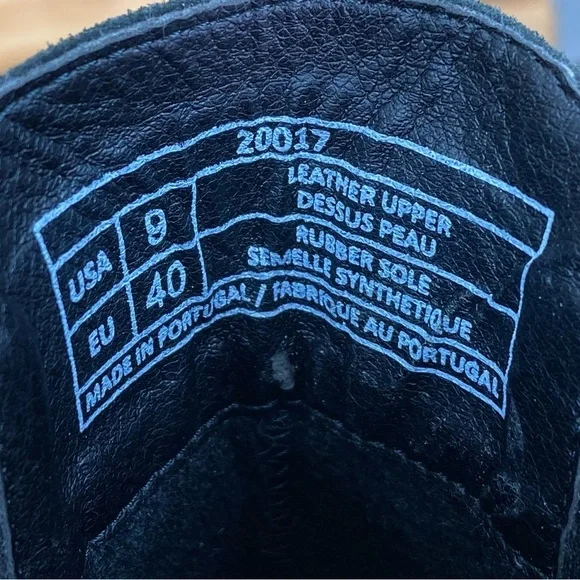 20017
USA 9
EU 40
LEATHER UPPER
DESSUS PEAU
RUBBER SOLE
SEMELLE SYNTHETIQUE
MADE IN PORTUGAL / FABRIQUE AU PORTUGAL